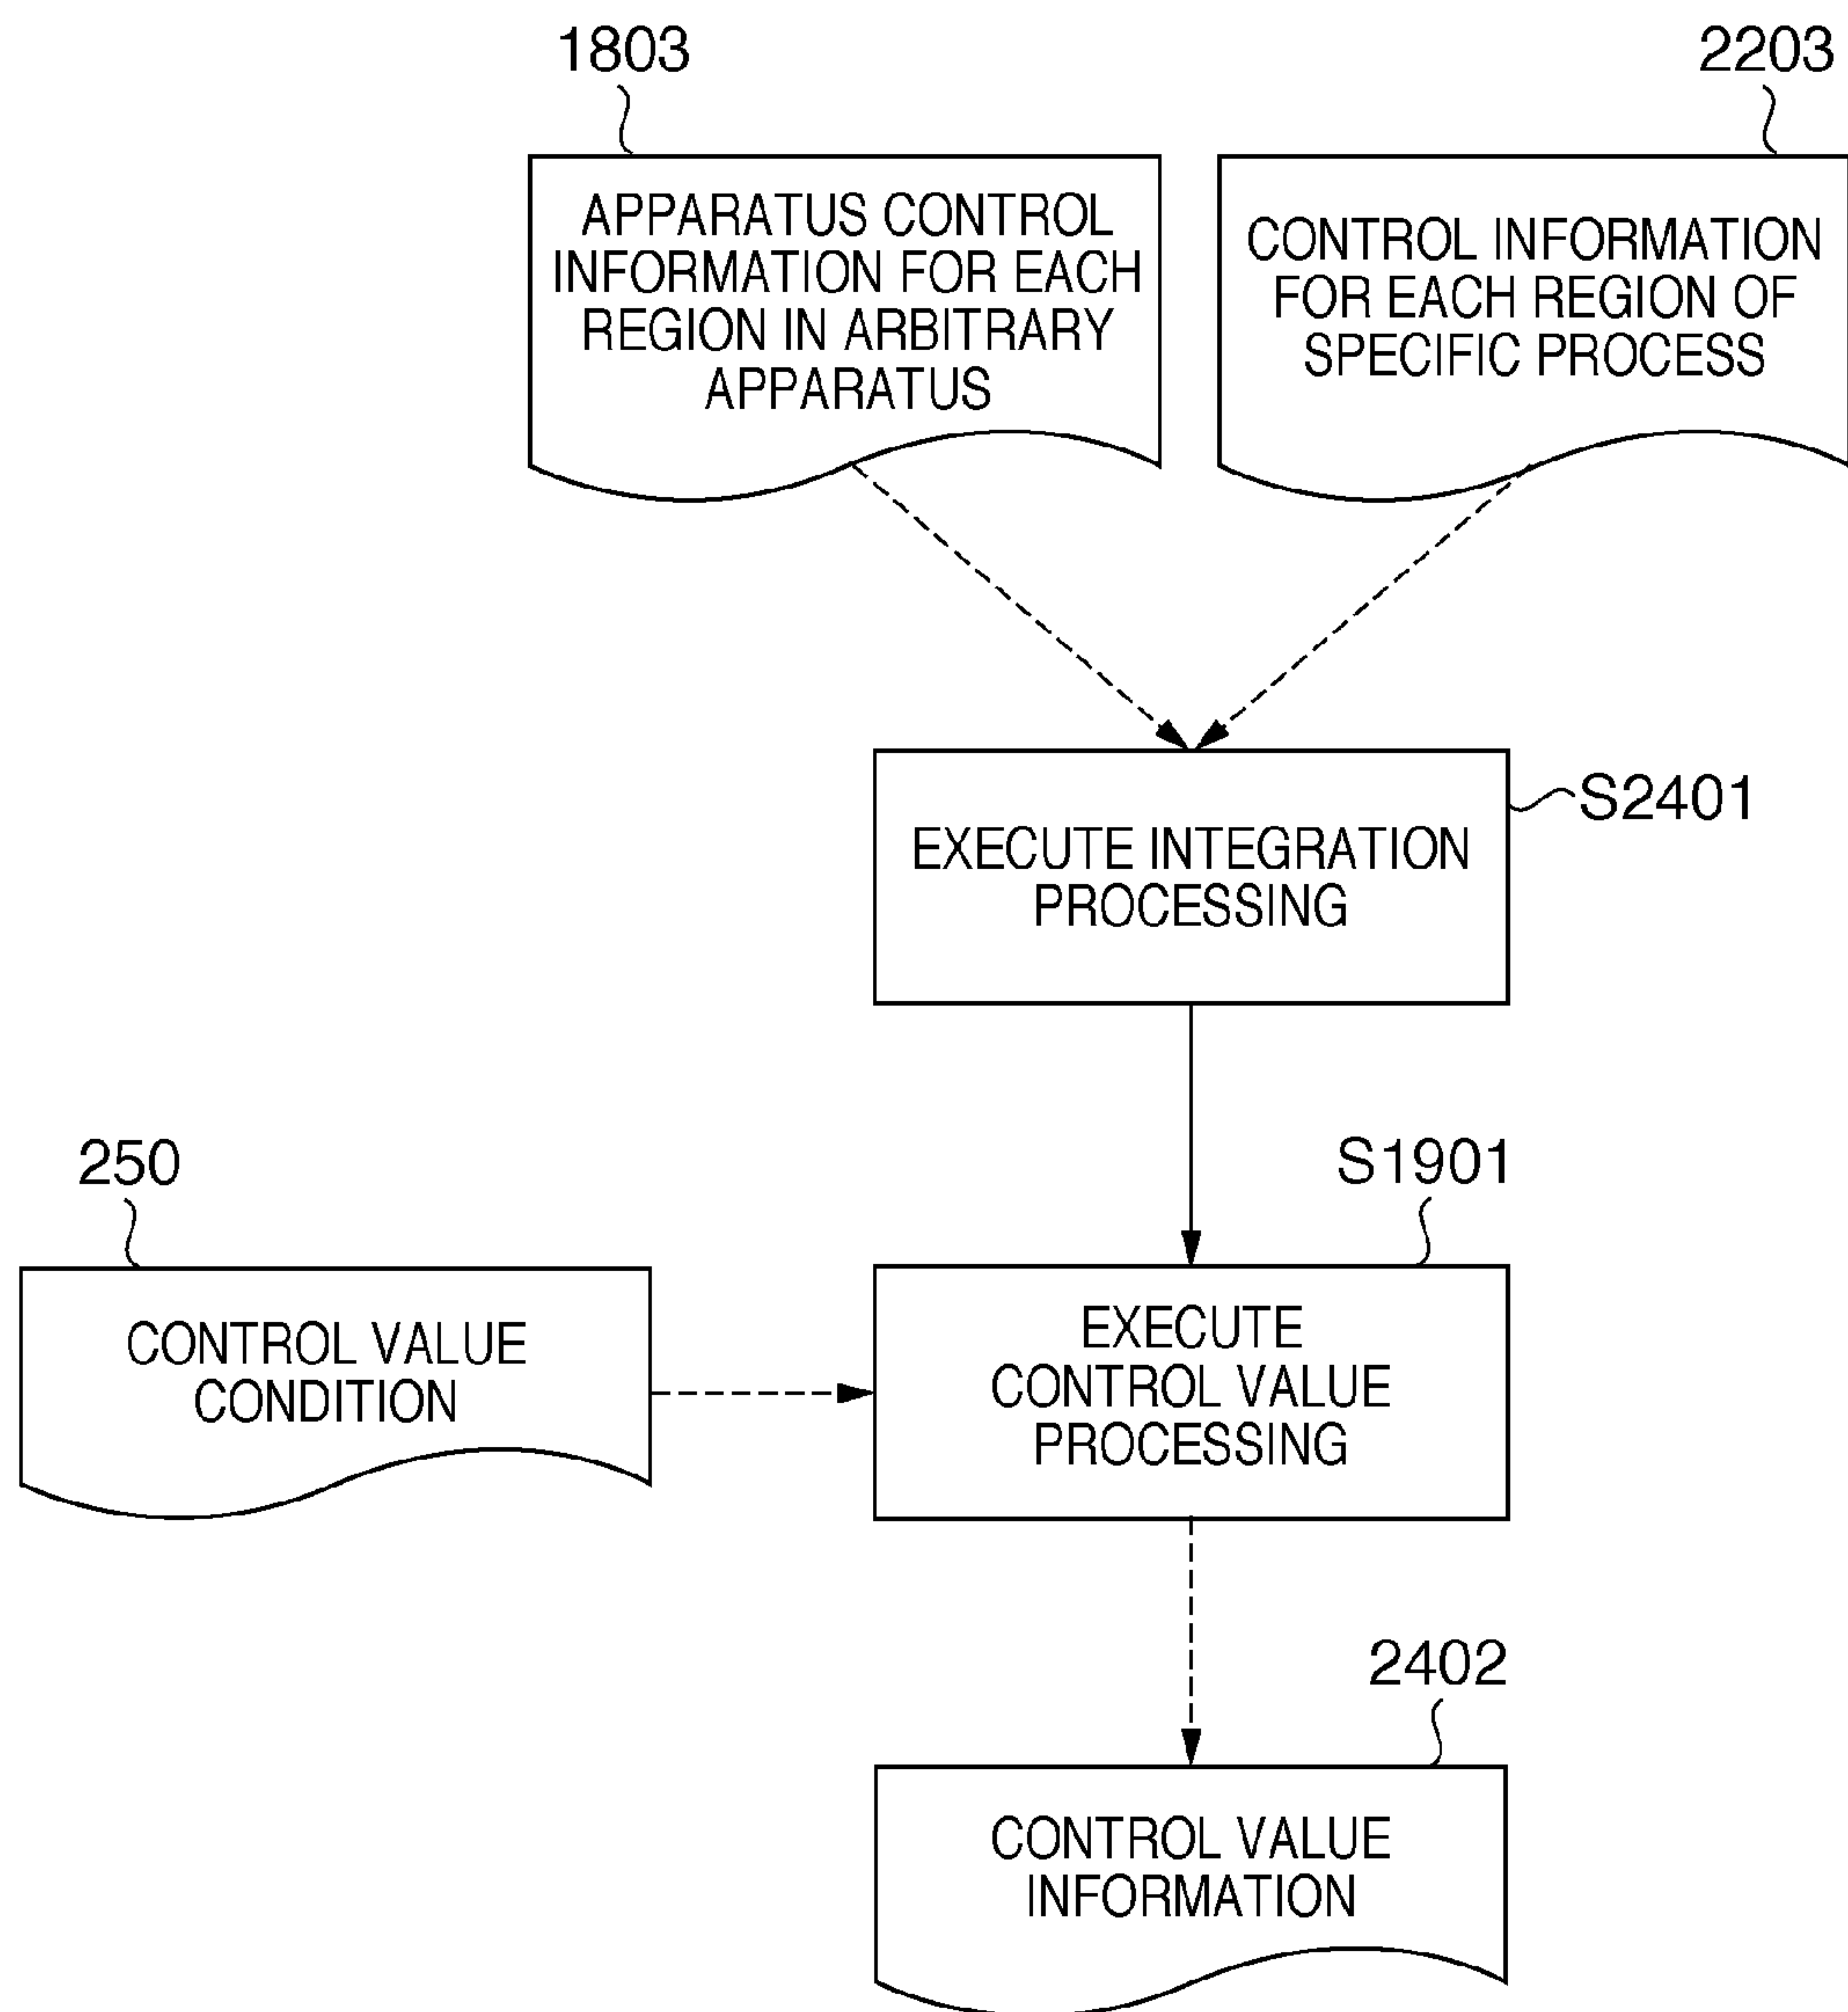 1803
2203
APPARATUS CONTROL
INFORMATION FOR EACH
REGION IN ARBITRARY
APPARATUS
CONTROL INFORMATION
FOR EACH REGION OF
SPECIFIC PROCESS
S2401
EXECUTE INTEGRATION
PROCESSING
250
S1901
CONTROL VALUE
CONDITION
EXECUTE
CONTROL VALUE
PROCESSING
2402
CONTROL VALUE
INFORMATION